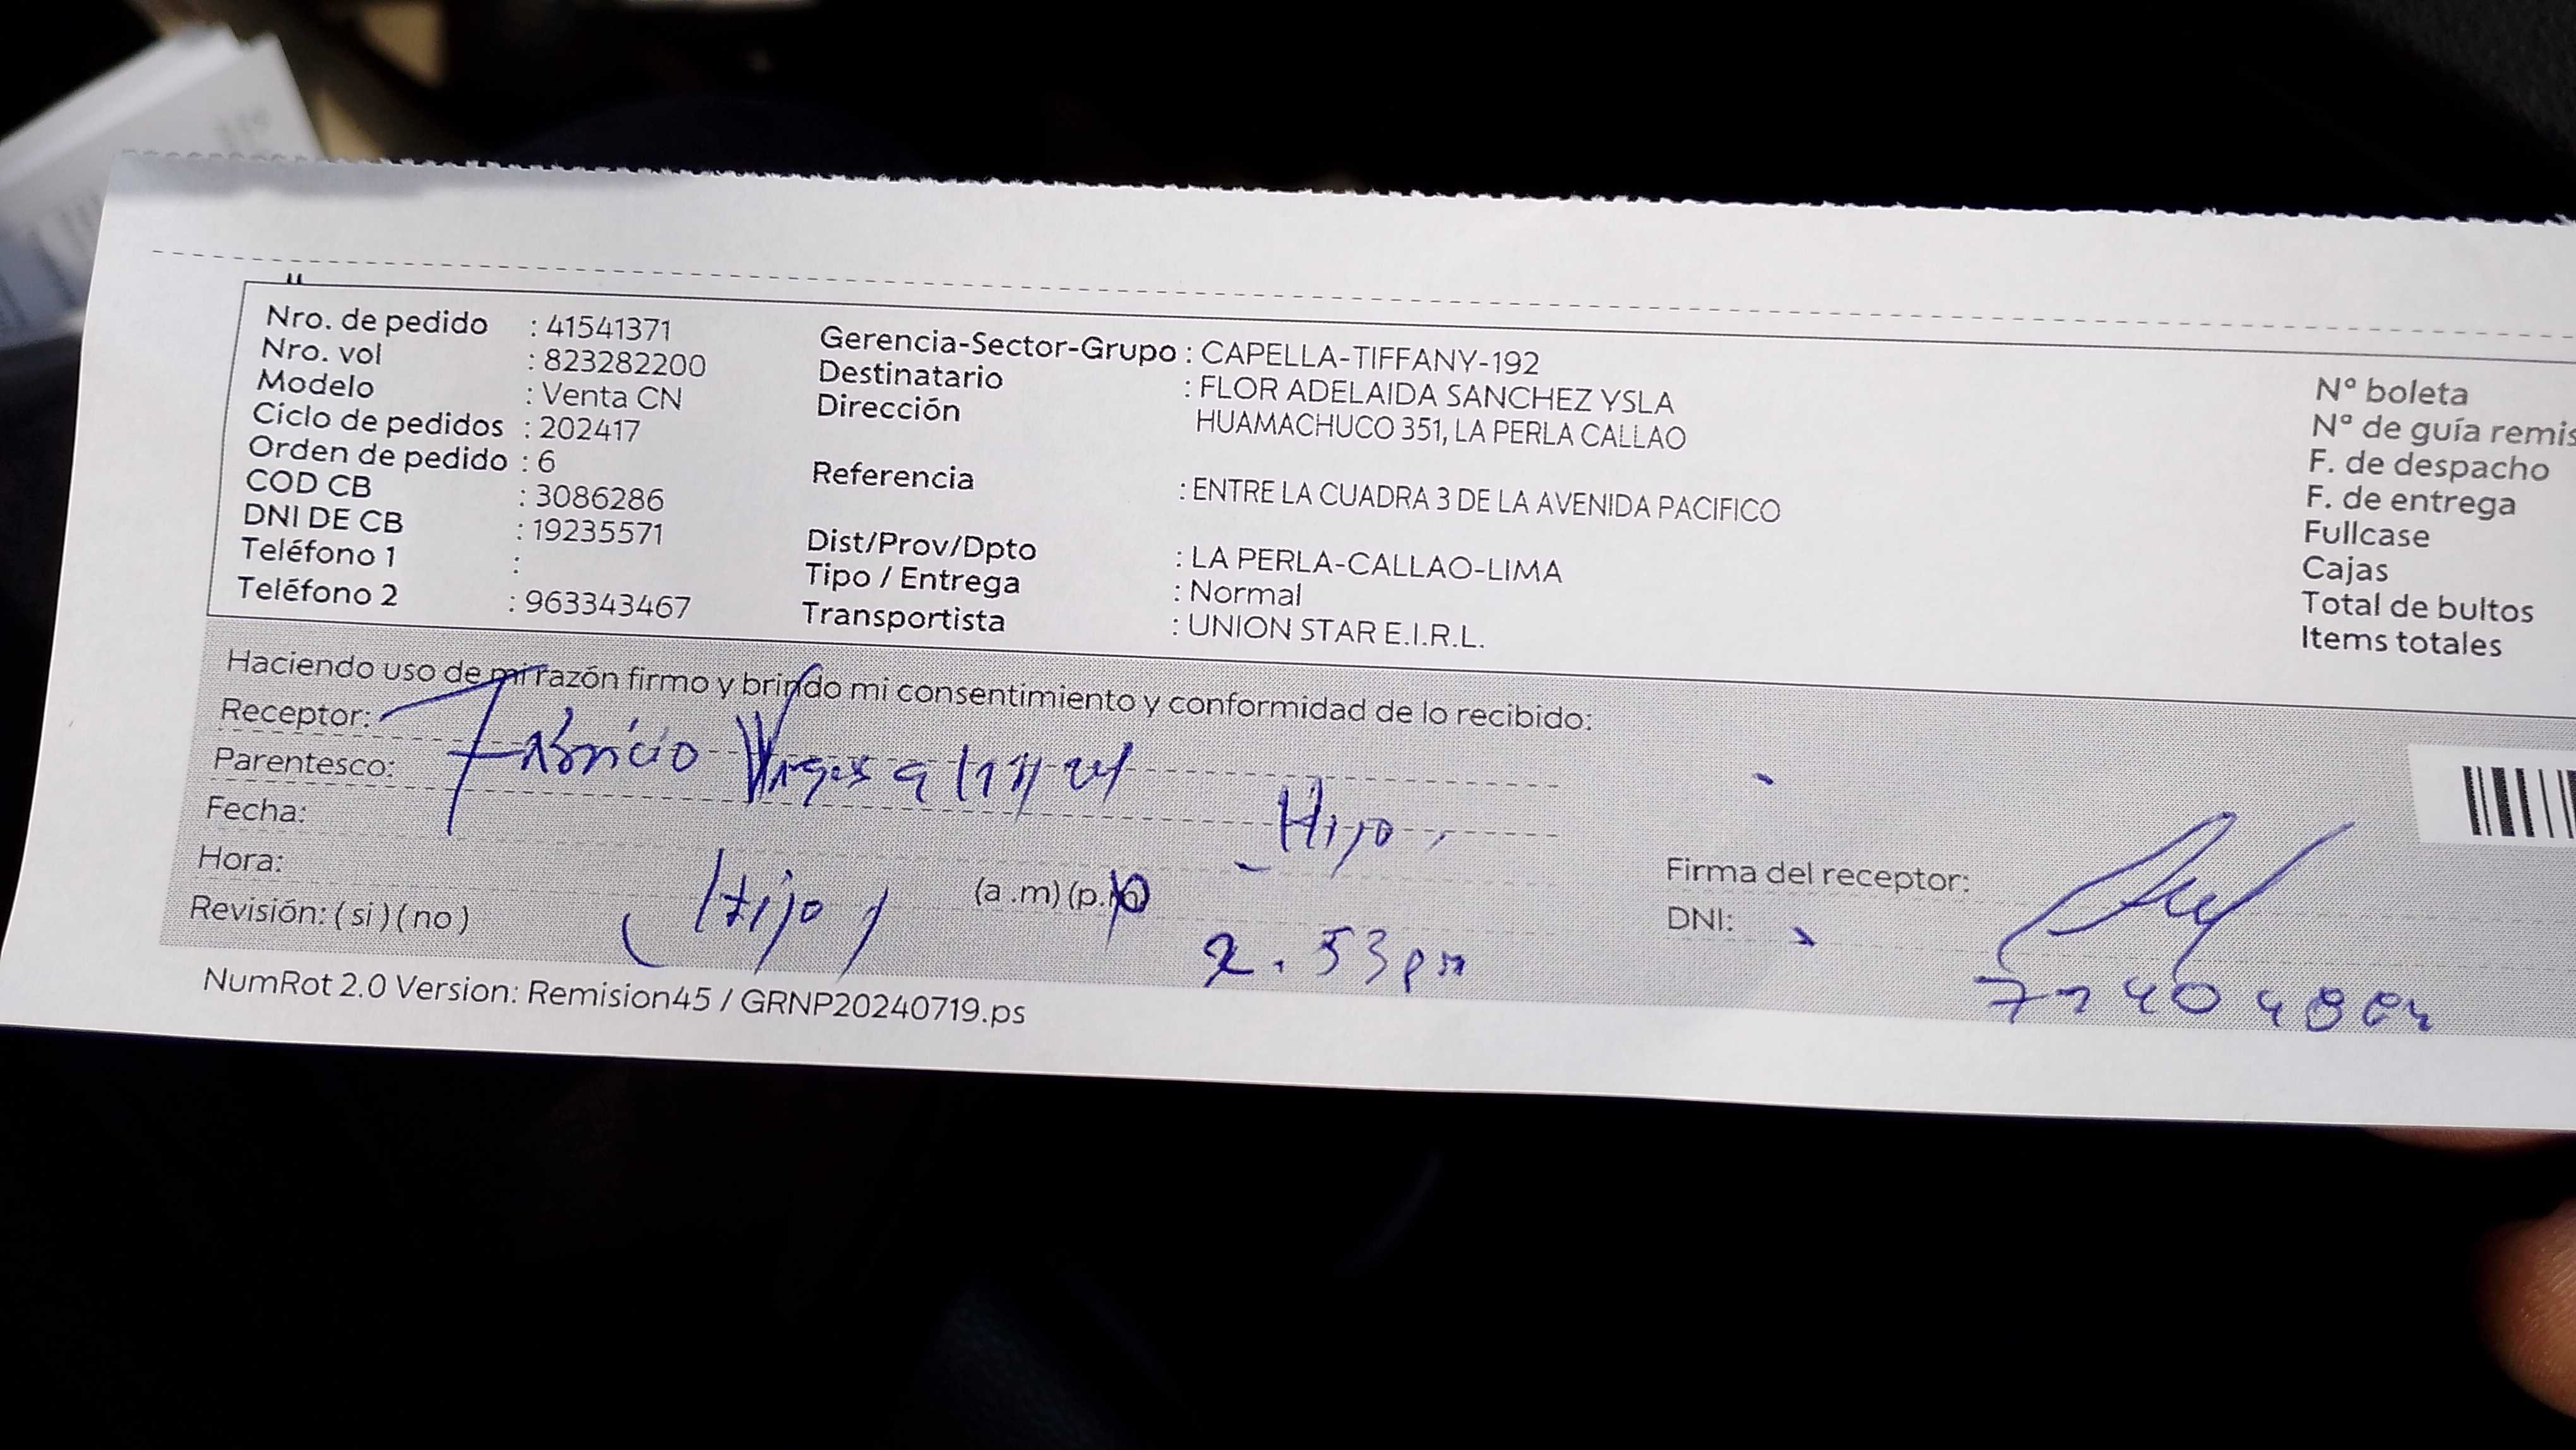 Nro. de pedido : 41541371
Nro. vol : 823282200
Modelo : Venta CN
Ciclo de pedidos : 202417
Orden de pedido : 6
COD CB : 3086286
DNI DE CB : 19235571
Teléfono 1 :
Teléfono 2 : 963343467
Gerencia-Sector-Grupo : CAPELLA-TIFFANY-192
Destinatario : FLOR ADELAIDA SANCHEZ YSLA
Dirección HUAMACHUCO 351, LA PERLA CALLAO
Referencia : ENTRE LA CUADRA 3 DE LA AVENIDA PACIFICO
Dist/Prov/Dpto : LA PERLA-CALLAO-LIMA
Tipo / Entrega : Normal
Transportista : UNION STAR E.I.R.L.
Nº boleta
Nº de guía remis
F. de despacho
F. de entrega
Fullcase
Cajas
Total de bultos
Items totales
Haciendo uso de mi razón firmo y brindo mi consentimiento y conformidad de lo recibido:
Receptor: Fabricio
Parentesco: Hijo
Fecha:
Hora: (Hijo) (a.m) (p.m)
2.53 pm
Revisión: ( si ) ( no )
Firma del receptor:
DNI:
NumRot 2.0 Version: Remision45 / GRNP20240719.ps